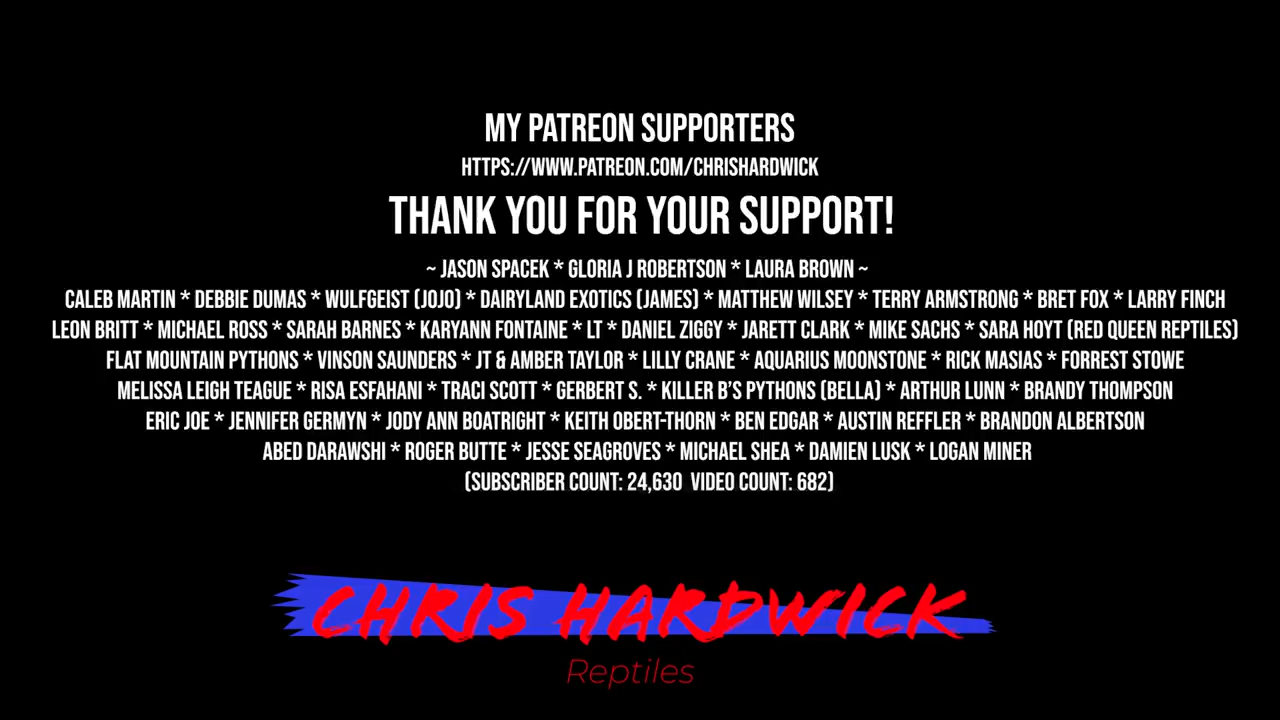 MY PATREON SUPPORTERS
HTTPS://WWW.PATREON.COM/CHRISHARDWICK
THANK YOU FOR YOUR SUPPORT!
~ JASON SPACEK * GLORIA J ROBERTSON * LAURA BROWN ~
CALEB MARTIN * DEBBIE DUMAS * WULFGEIST (JOJO) * DAIRYLAND EXOTICS (JAMES) * MATTHEW WILSEY * TERRY ARMSTRONG * BRET FOX * LARRY FINCH
LEON BRITT * MICHAEL ROSS * SARAH BARNES * KARYANN FONTAINE * LT * DANIEL ZIGGY * JARETT CLARK * MIKE SACHS * SARA HOYT (RED QUEEN REPTILES)
FLAT MOUNTAIN PYTHONS * VINSON SAUNDERS * JT & AMBER TAYLOR * LILLY CRANE * AQUARIUS MOONSTONE * RICK MASIAS * FORREST STOWE
MELISSA LEIGH TEAGUE * RISA ESFAHANI * TRACI SCOTT * GERBERT S. * KILLER B'S PYTHONS (BELLA) * ARTHUR LUNN * BRANDY THOMPSON
ERIC JOE * JENNIFER GERMYN * JODY ANN BOATRIGHT * KEITH OBERT-THORN * BEN EDGAR * AUSTIN REFFLER * BRANDON ALBERTSON
ABED DARAWSHI * ROGER BUTTE * JESSE SEAGROVES * MICHAEL SHEA * DAMIEN LUSK * LOGAN MINER
(SUBSCRIBER COUNT: 24,630 VIDEO COUNT: 682)
CHRIS HARDWICK
Reptiles